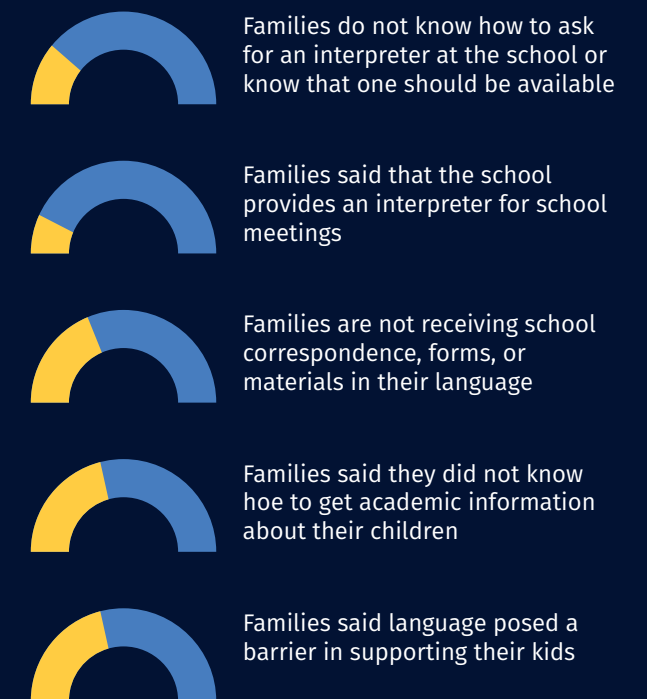 Families do not know how to ask
for an interpreter at the school or
know that one should be available
Families said that the school
provides an interpreter for school
meetings
Families are not receiving school
correspondence, forms, or
materials in their language
Families said they did not know
hoe to get academic information
about their children
Families said language posed a
barrier in supporting their kids